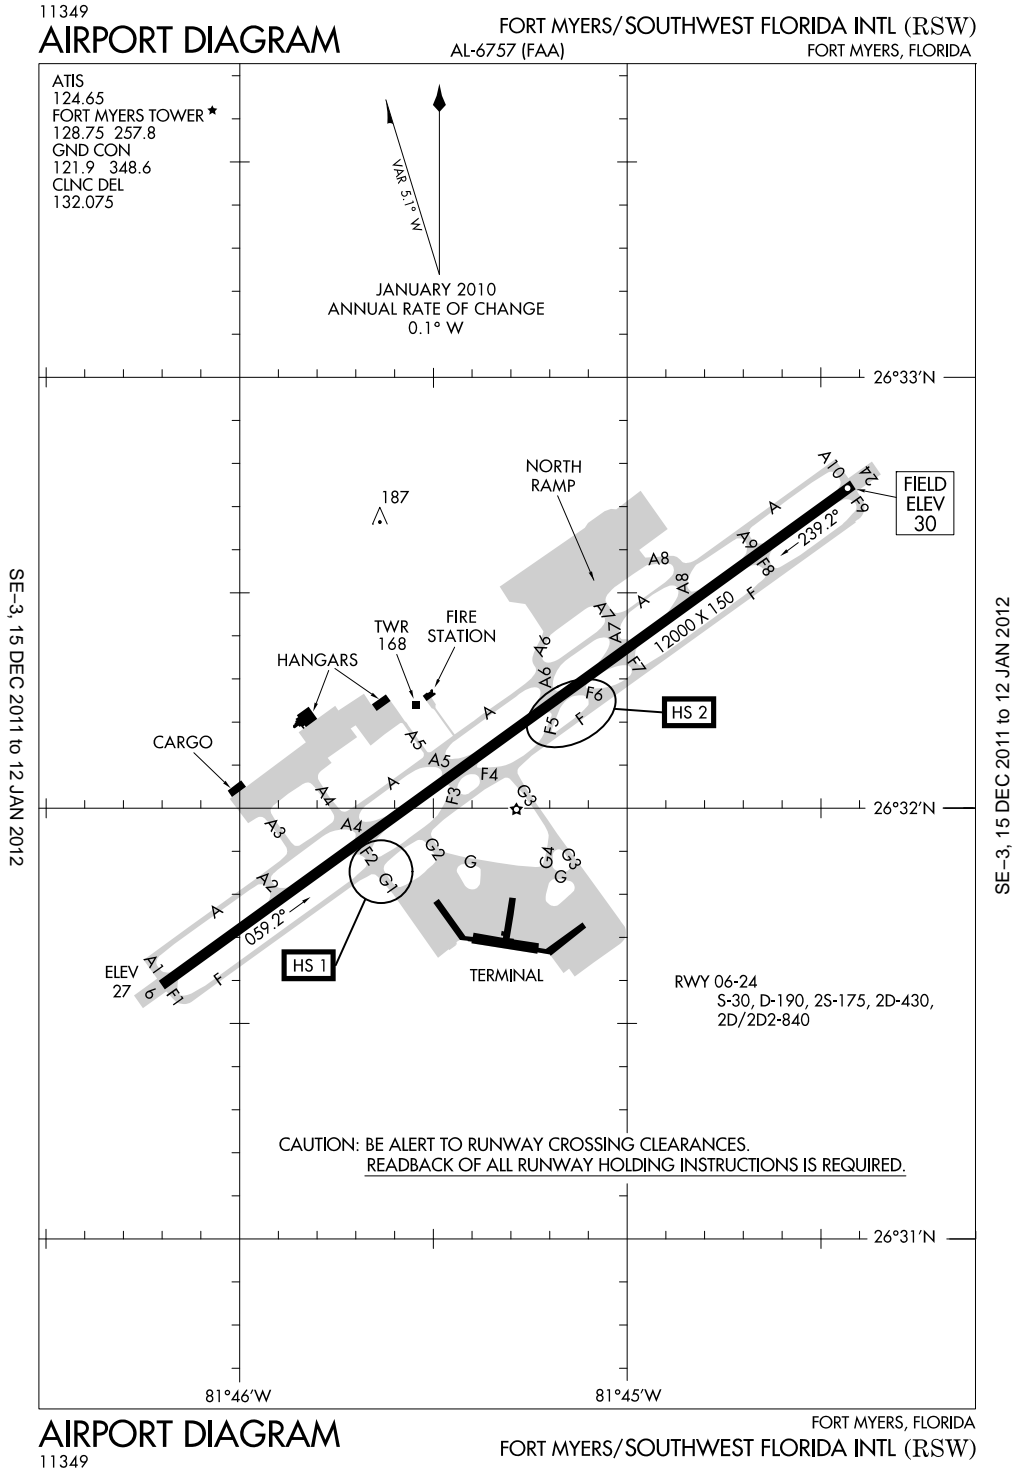 11349
AIRPORT DIAGRAM
AL-6757 (FAA)
FORT MYERS/SOUTHWEST FLORIDA INTL (RSW)
FORT MYERS, FLORIDA
ATIS
124.65
FORT MYERS TOWER ★
128.75 257.8
GND CON
121.9 348.6
CLNC DEL
132.075
VAR 5.1° W
JANUARY 2010
ANNUAL RATE OF CHANGE
0.1° W
26°33'N
NORTH
RAMP
187
A10
24
F9
FIELD
ELEV
30
A
239.2°
A9
F8
A8
A8
F
A
A7
A7
12000 X 150
F7
TWR
168
FIRE
STATION
HANGARS
A6
A6
F6
F5
F
HS 2
A
CARGO
A5
A5
F4
F3
G3
A
A4
A4
A3
26°32'N
F2
G1
G2
G
G4
G3
G
A2
A
059.2°
HS 1
A1
ELEV
27
6
F1
F
TERMINAL
RWY 06-24
S-30, D-190, 2S-175, 2D-430,
2D/2D2-840
CAUTION: BE ALERT TO RUNWAY CROSSING CLEARANCES.
READBACK OF ALL RUNWAY HOLDING INSTRUCTIONS IS REQUIRED.
26°31'N
81°46'W
81°45'W
SE-3, 15 DEC 2011 to 12 JAN 2012
SE-3, 15 DEC 2011 to 12 JAN 2012
AIRPORT DIAGRAM
11349
FORT MYERS, FLORIDA
FORT MYERS/SOUTHWEST FLORIDA INTL (RSW)